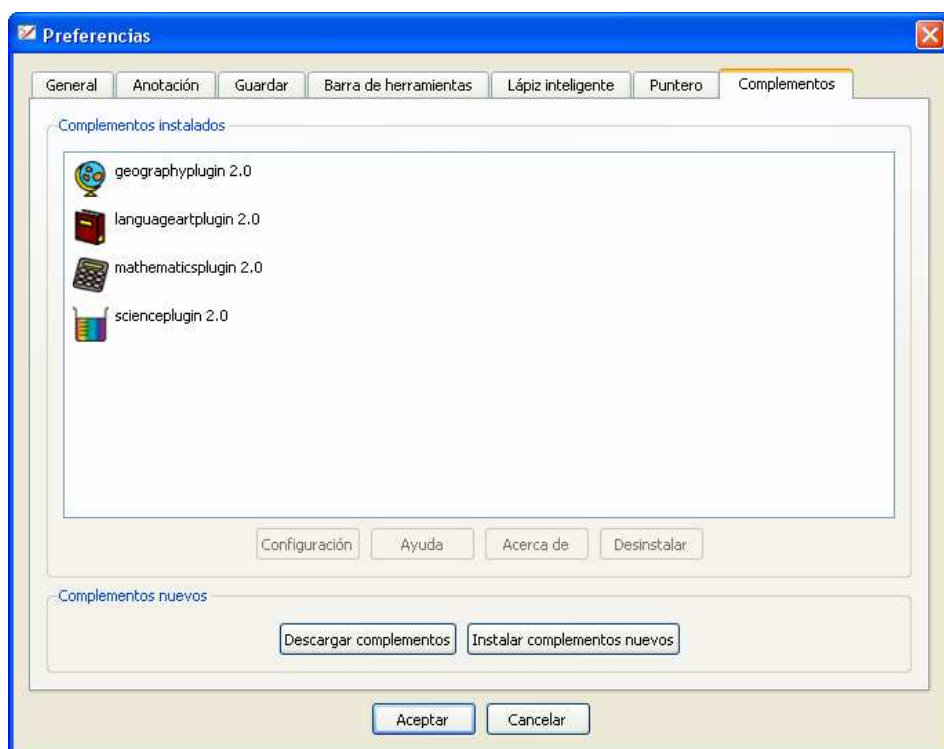 Preferencias
General Anotación Guardar Barra de herramientas Lápiz inteligente Puntero Complementos
Complementos instalados
geographyplugin 2.0
languageartplugin 2.0
mathematicsplugin 2.0
scienceplugin 2.0
Configuración Ayuda Acerca de Desinstalar
Complementos nuevos
Descargar complementos Instalar complementos nuevos
Aceptar Cancelar